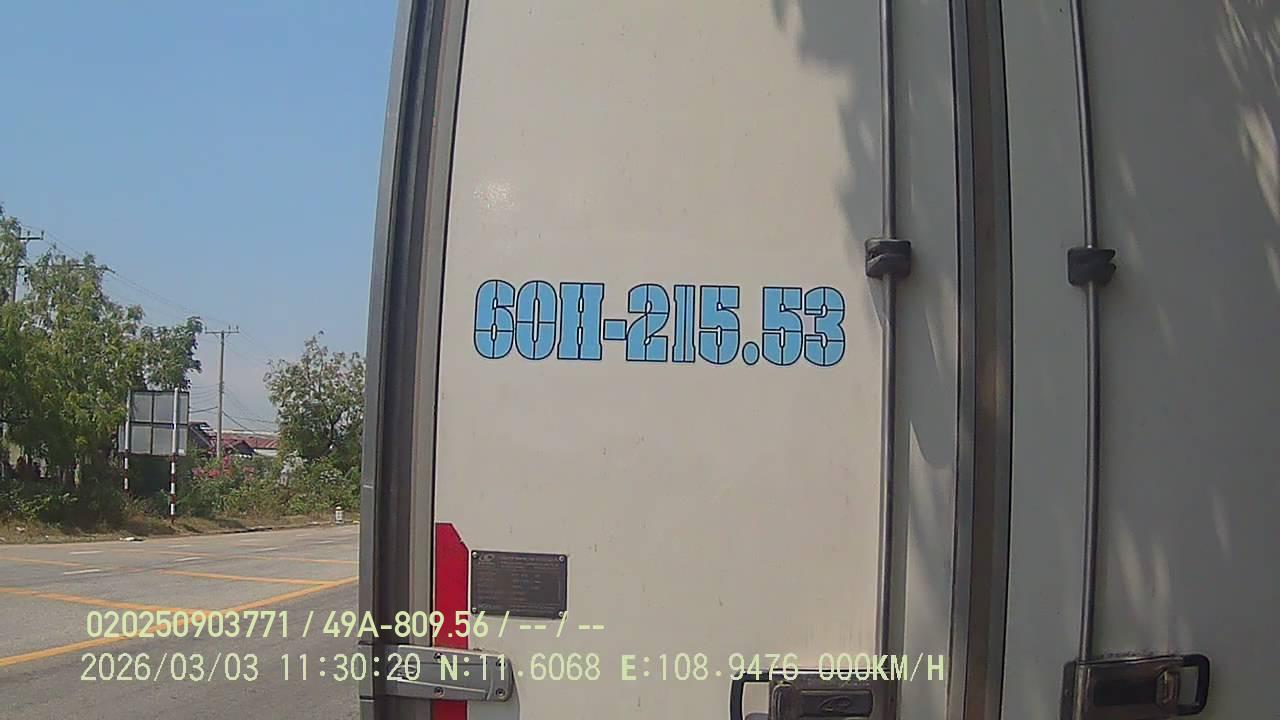 60H-215.53
020250903771 / 49A-809.56 / -- / --
2026/03/03 11:30:20 N:11.6068 E:108.9476 000KM/H